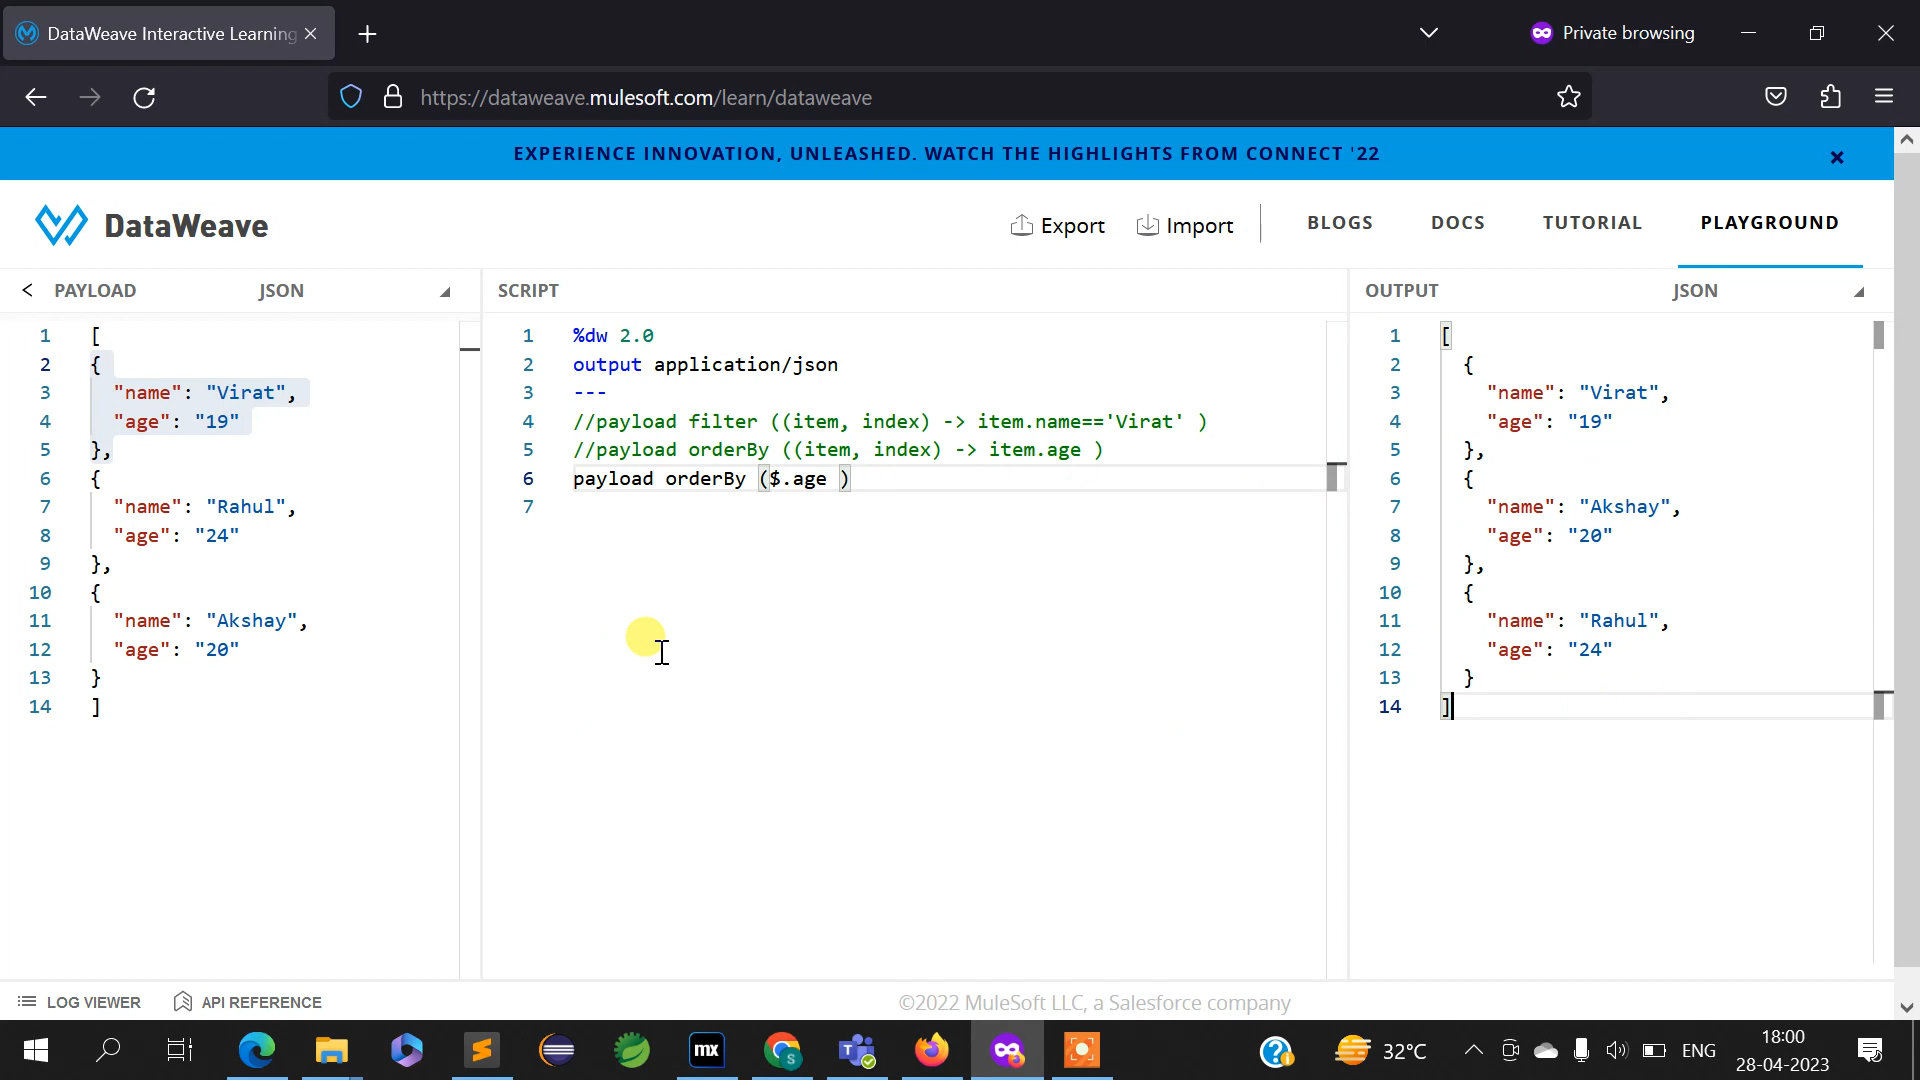 DataWeave Interactive Learning
Private browsing
https://dataweave.mulesoft.com/learn/dataweave
EXPERIENCE INNOVATION, UNLEASHED. WATCH THE HIGHLIGHTS FROM CONNECT '22
DataWeave
Export
Import
BLOGS
DOCS
TUTORIAL
PLAYGROUND
PAYLOAD
JSON
1 [
2 {
3 "name": "Virat",
4 "age": "19"
5 },
6 {
7 "name": "Rahul",
8 "age": "24"
9 },
10 {
11 "name": "Akshay",
12 "age": "20"
13 }
14 ]
SCRIPT
1 %dw 2.0
2 output application/json
3 ---
4 //payload filter ((item, index) -> item.name=='Virat' )
5 //payload orderBy ((item, index) -> item.age )
6 payload orderBy ($.age )
7
OUTPUT
JSON
1 [
2 {
3 "name": "Virat",
4 "age": "19"
5 },
6 {
7 "name": "Akshay",
8 "age": "20"
9 },
10 {
11 "name": "Rahul",
12 "age": "24"
13 }
14 ]
LOG VIEWER
API REFERENCE
©2022 MuleSoft LLC, a Salesforce company
mx
S
T
32°C
ENG
18:00
28-04-2023